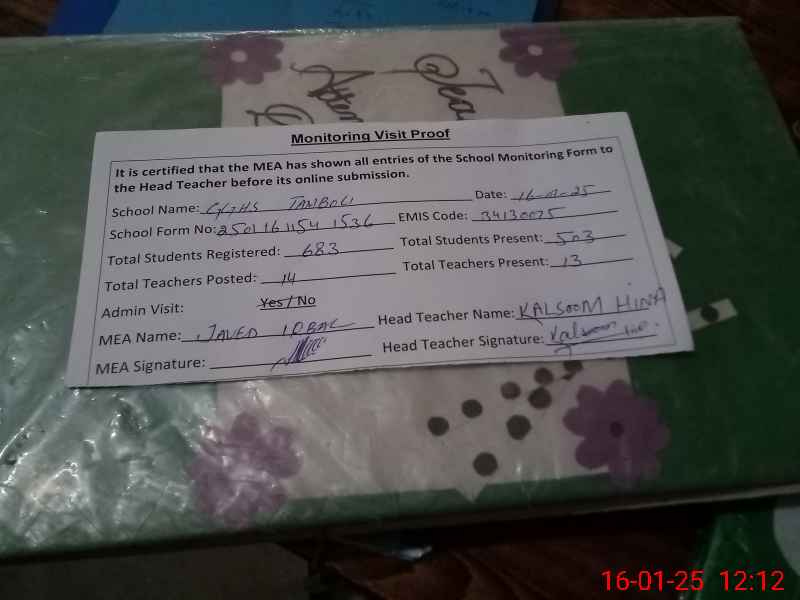 Monitoring Visit Proof
It is certified that the MEA has shown all entries of the School Monitoring Form to
the Head Teacher before its online submission.
School Name: GGHS TAMBOLI Date: 16-01-25
School Form No: 2501161154 1536 EMIS Code: 34130075
Total Students Registered: 683 Total Students Present: 503
Total Teachers Posted: 14 Total Teachers Present: 13
Admin Visit: Yes / No
MEA Name: JAVED IQBAL Head Teacher Name: KALSOOM HINA
MEA Signature: Head Teacher Signature: Kalsoom
16-01-25 12:12